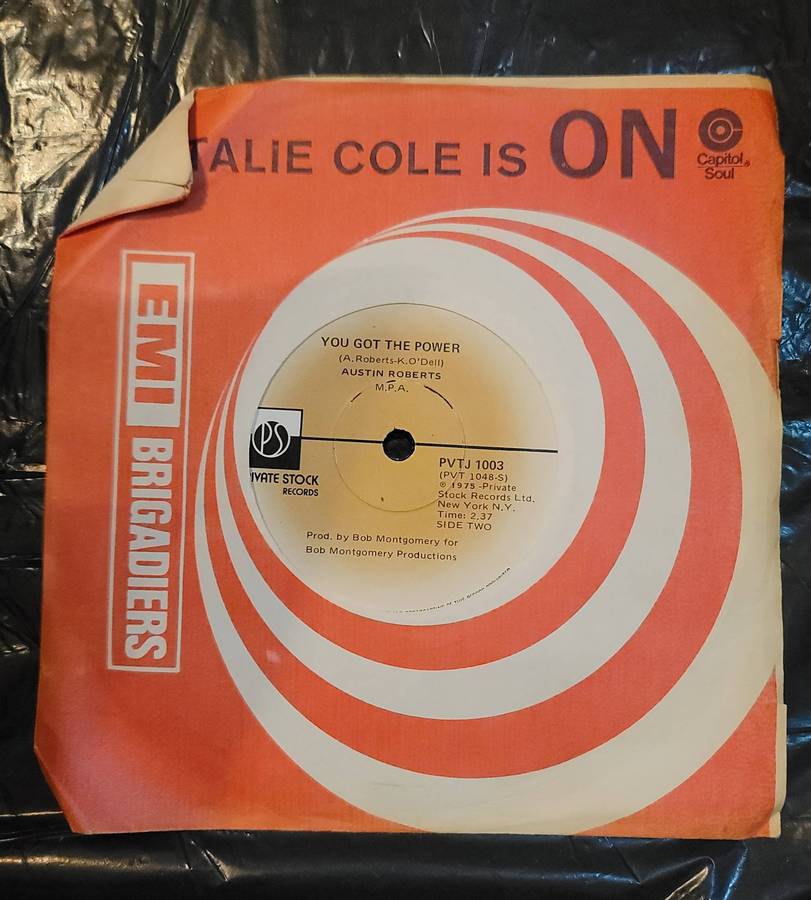 TALIE COLE IS ON
Capitol®
Soul
EMI BRIGADIERS
YOU GOT THE POWER
(A.Roberts-K.O'Dell)
AUSTIN ROBERTS
M.P.A.
PS
IVATE STOCK
RECORDS
PVTJ 1003
(PVT 1048-S)
℗ 1975 -Private
Stock Records Ltd.
New York N.Y.
Time: 2.37
SIDE TWO
Prod. by Bob Montgomery for
Bob Montgomery Productions